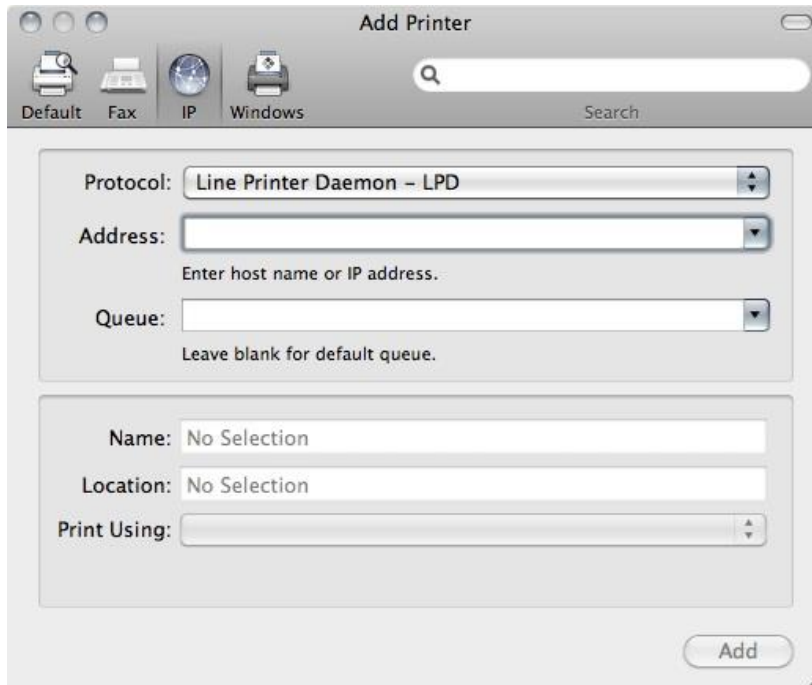 Add Printer
Default Fax IP Windows Search
Protocol: Line Printer Daemon – LPD
Address:
Enter host name or IP address.
Queue:
Leave blank for default queue.
Name: No Selection
Location: No Selection
Print Using:
Add